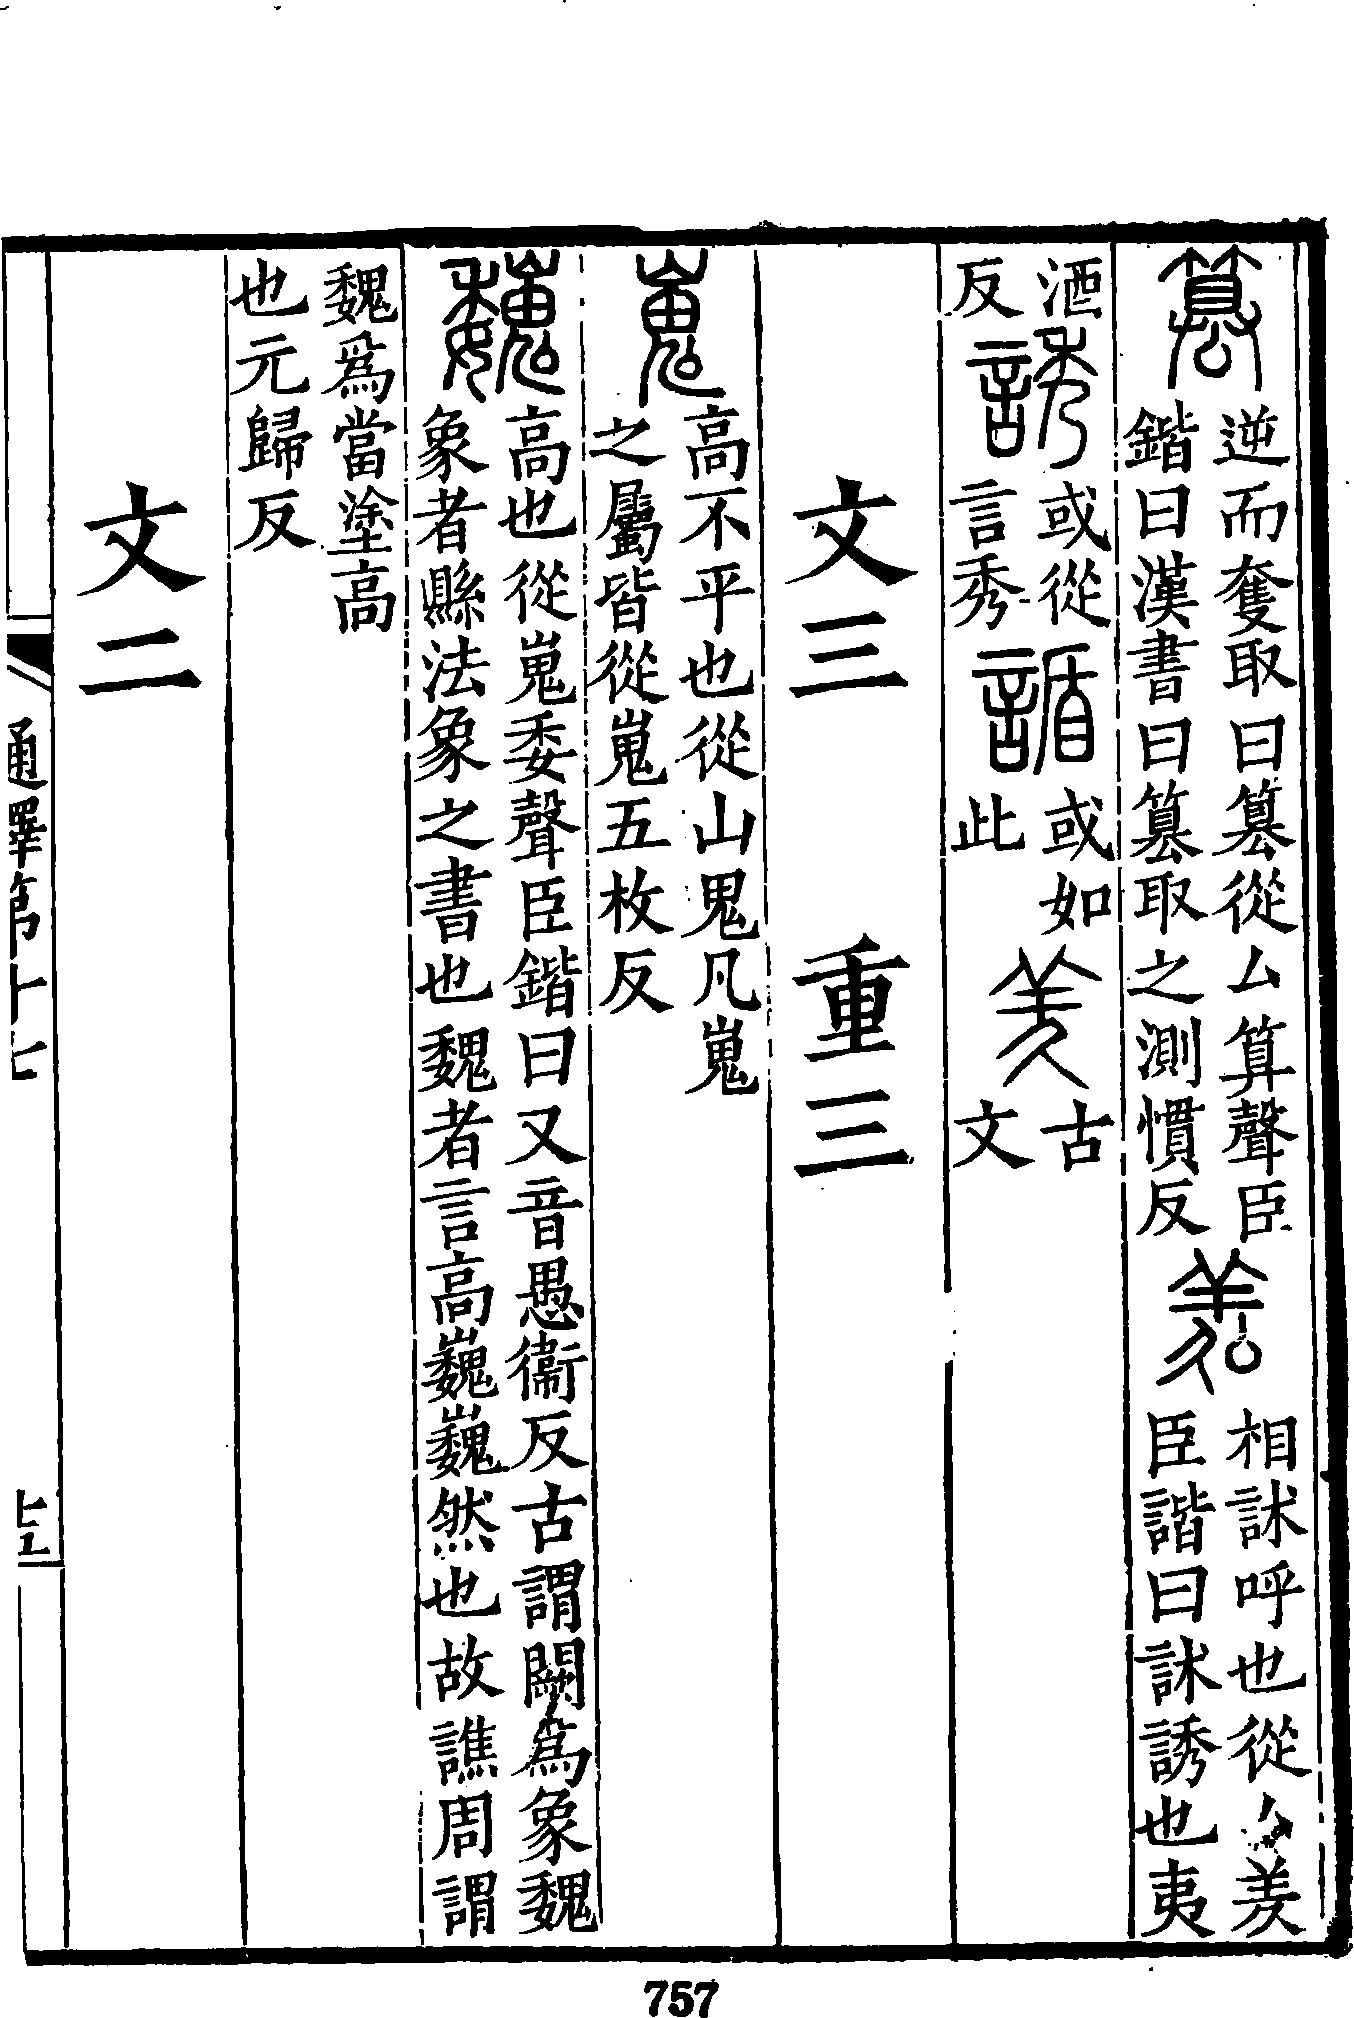 篡逆而奪取曰篡從厶算聲臣鍇曰漢書曰篡取之測慣反 𦍎相訹呼也從厶羑臣諧曰訹誘也夷
酒反 誘或從言秀 𧩮或如此 羑古文
文三 重三
嵬高不平也從山鬼凡嵬之屬皆從嵬五枚反
巍高也從嵬委聲臣鍇曰又音愚衞反古謂闕爲象魏象者縣法象之書也魏者言高巍巍然也故譙周謂
魏爲當塗高也元歸反
文二
通釋第十七
757